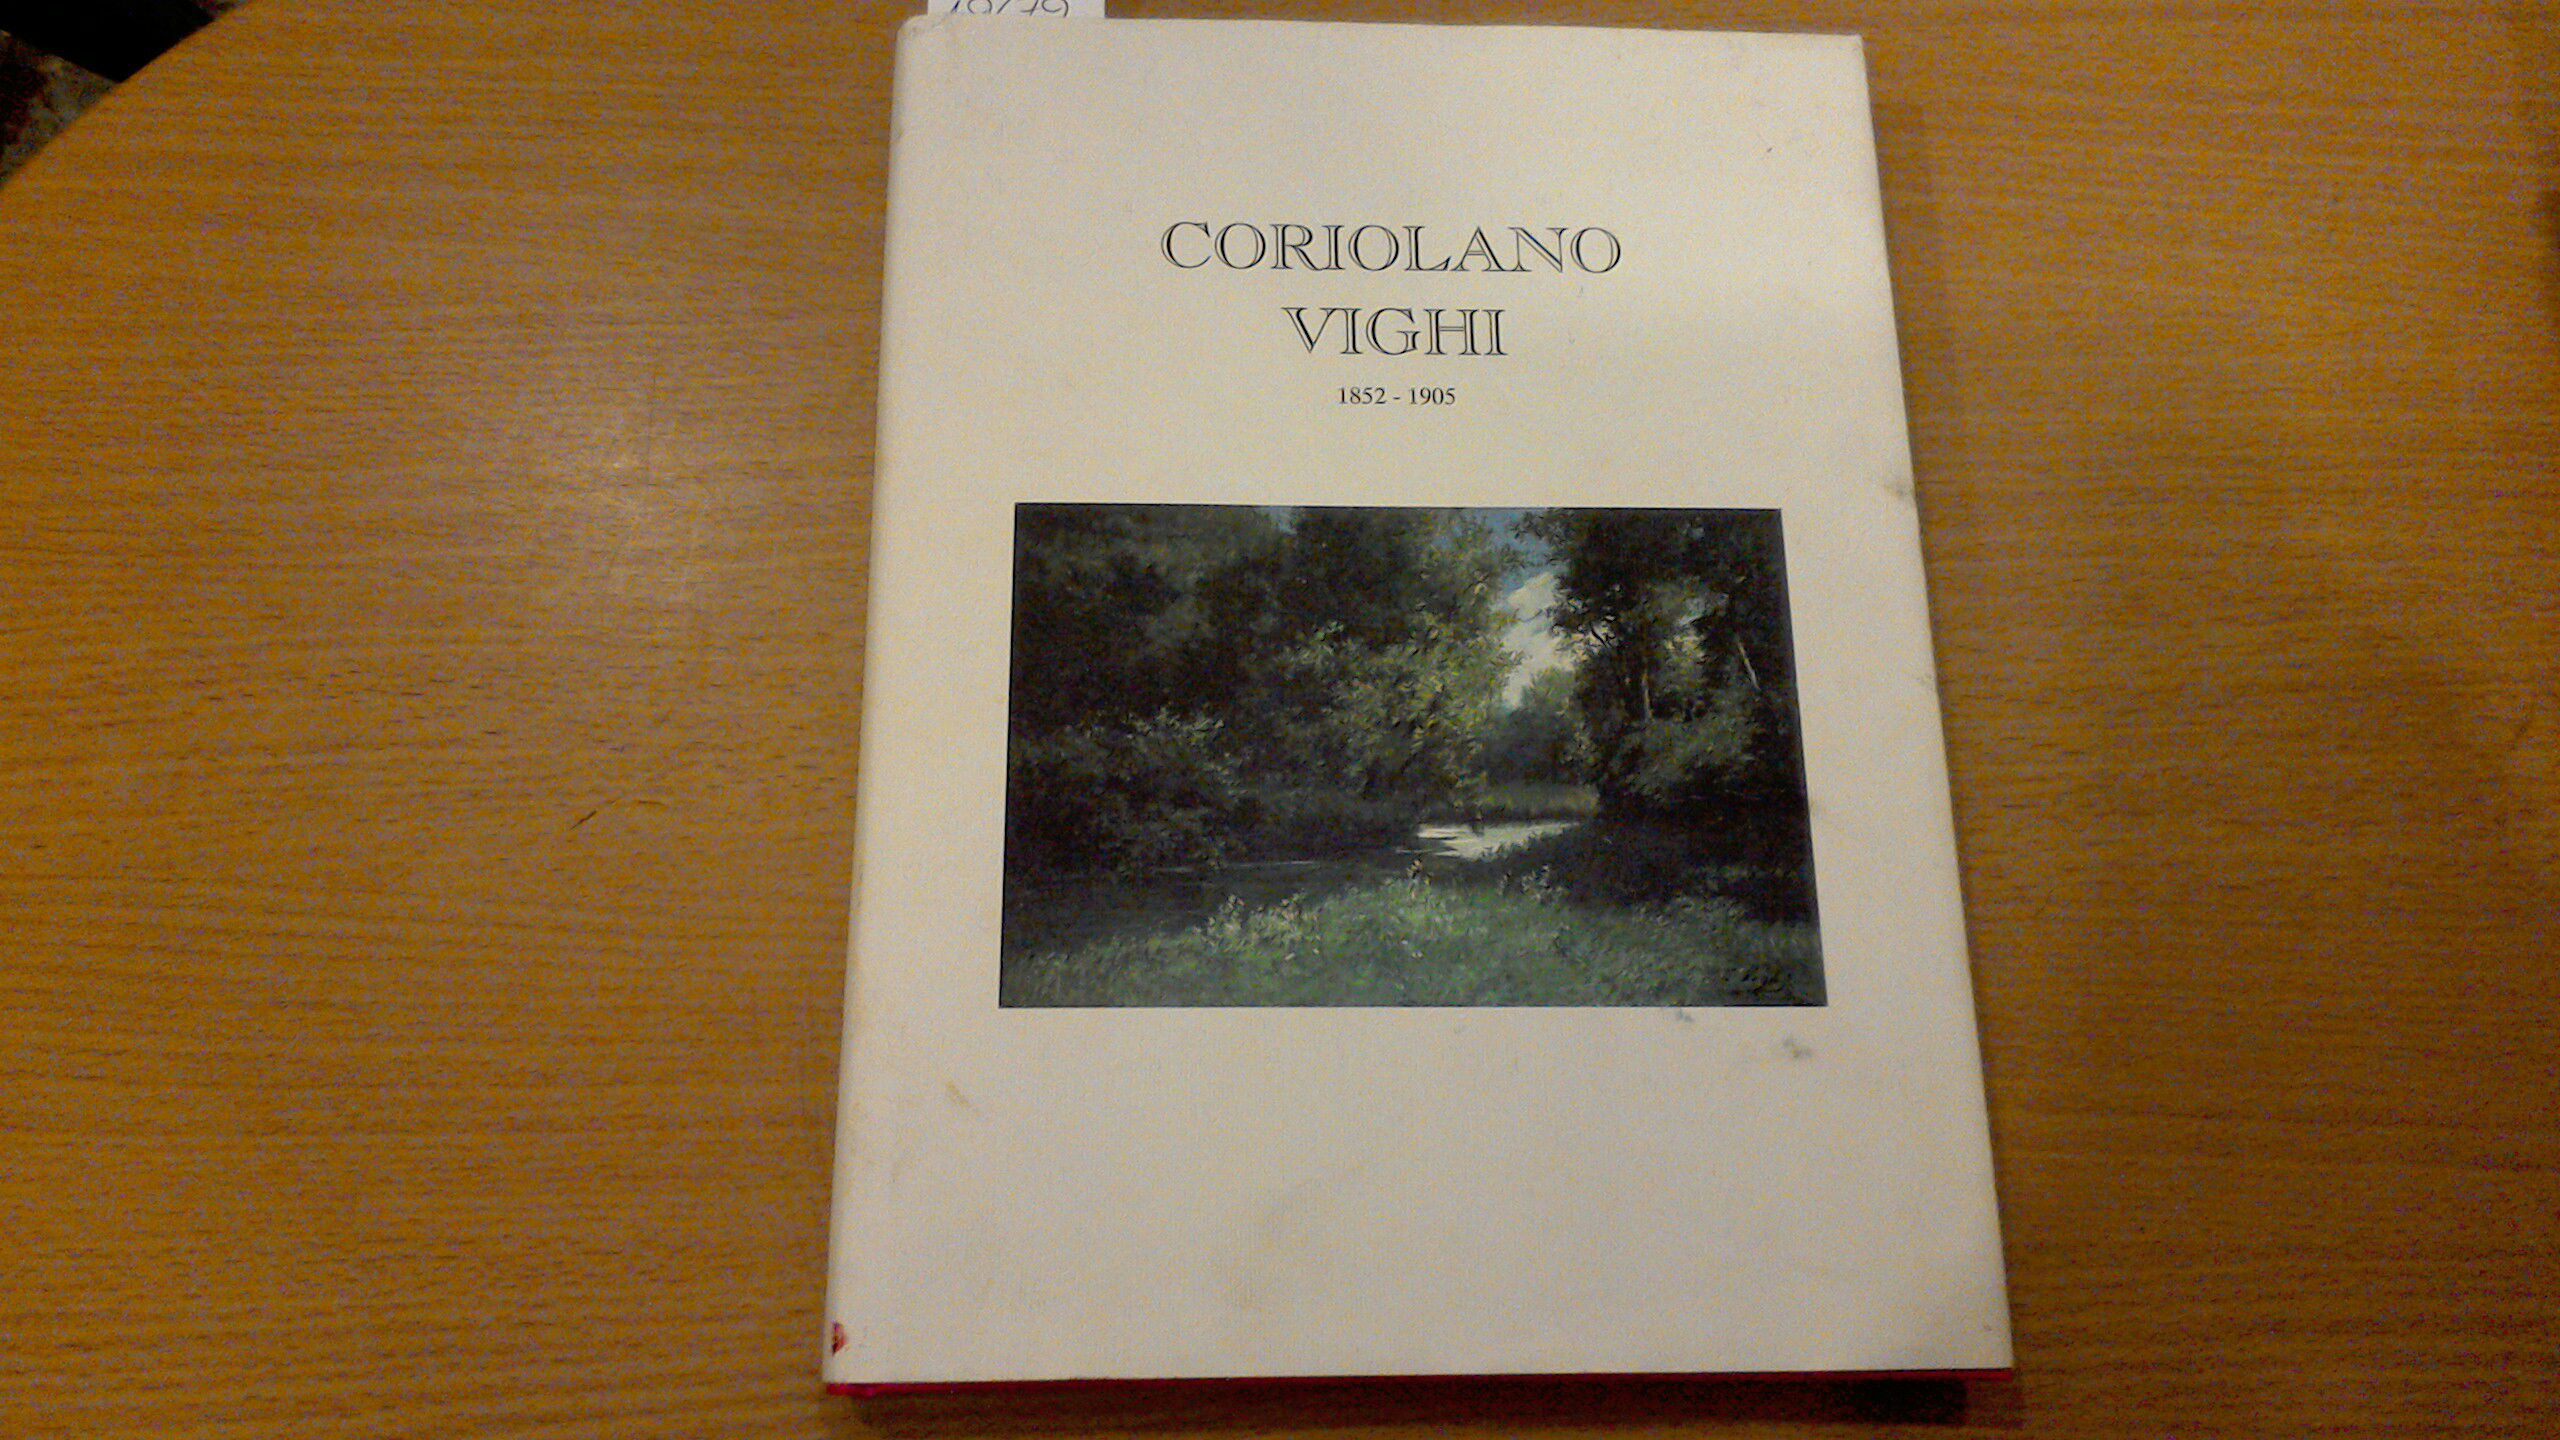 CORIOLANO
VIGHI
1852 - 1905